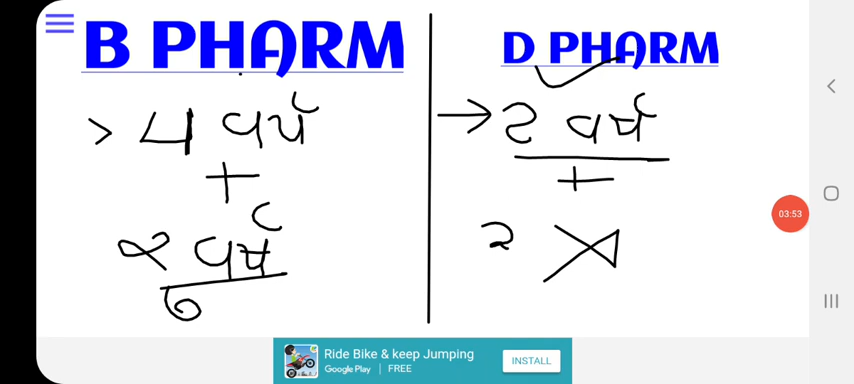 B PHARM
> 4 वर्ष
+
2 वर्ष
6
D PHARM
→ 2 वर्ष
+
2
03:53
Ride Bike & keep Jumping
Google Play | FREE
INSTALL